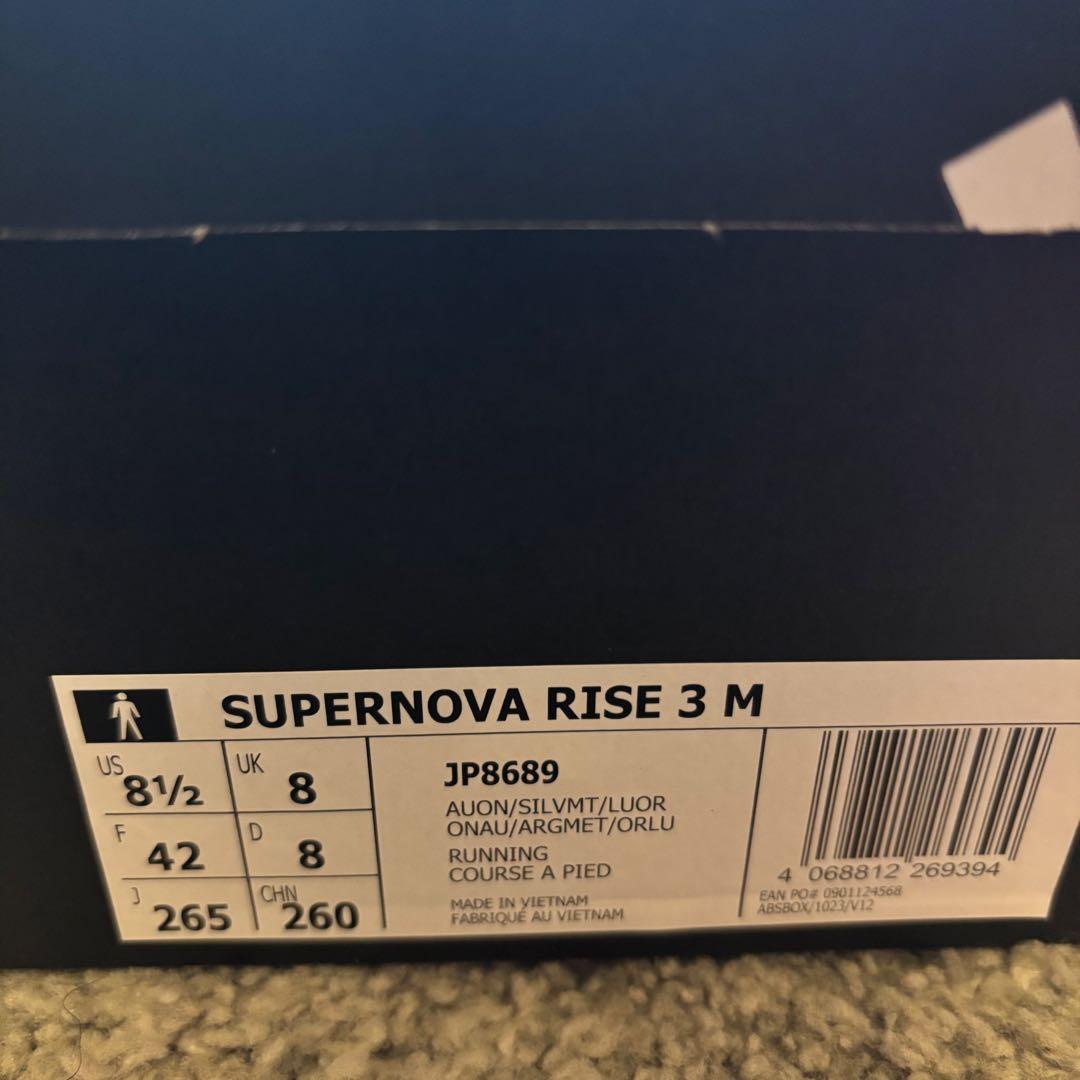 SUPERNOVA RISE 3 M
US 8½
UK 8
F 42
D 8
J 265
CHN 260
JP8689
AUON/SILVMT/LUOR
ONAU/ARGMET/ORLU
RUNNING
COURSE A PIED
MADE IN VIETNAM
FABRIQUÉ AU VIETNAM
4 068812 269394
EAN PO# 0901124568
ABSBOX/1023/V12